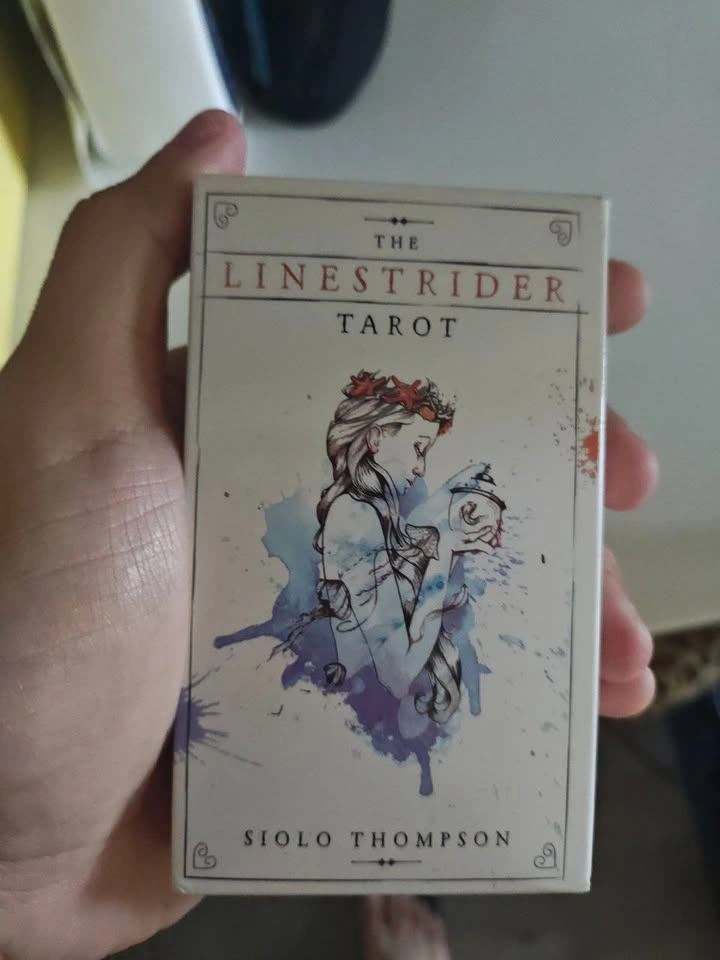 THE
LINESTRIDER
TAROT
SIOLO THOMPSON